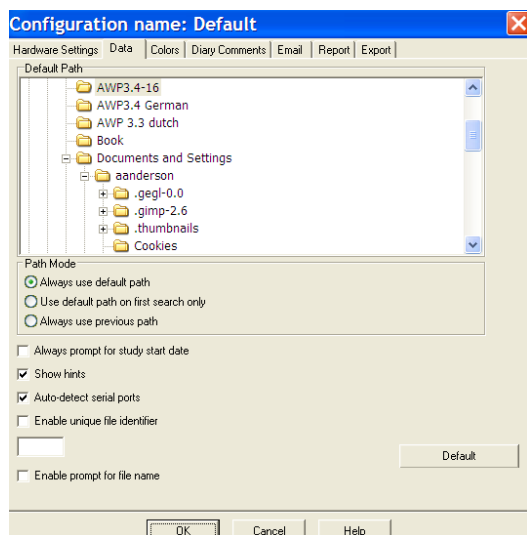 Configuration name: Default
Hardware Settings Data Colors Diary Comments Email Report Export
Default Path
AWP3.4-16
AWP3.4 German
AWP 3.3 dutch
Book
Documents and Settings
aanderson
.gegl-0.0
.gimp-2.6
.thumbnails
Cookies
Path Mode
Always use default path
Use default path on first search only
Always use previous path
Always prompt for study start date
Show hints
Auto-detect serial ports
Enable unique file identifier
Default
Enable prompt for file name
OK Cancel Help